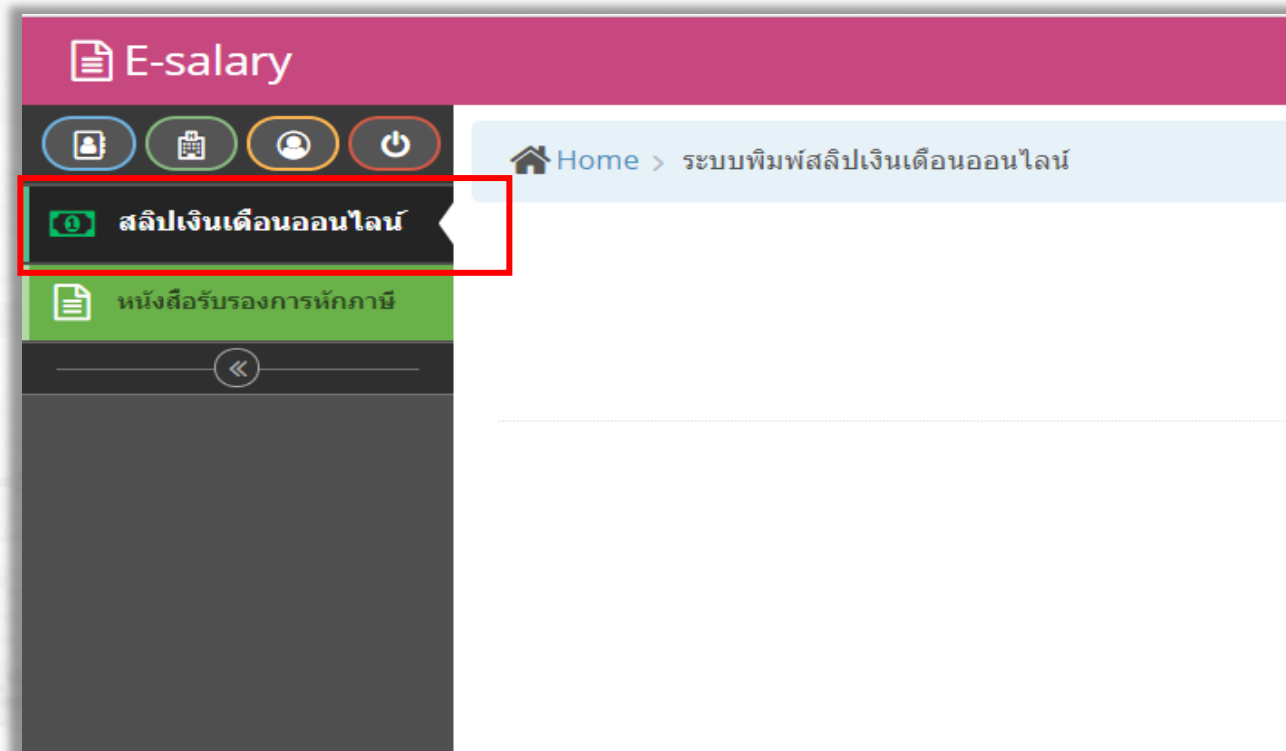 E-salary
Home > ระบบพิมพ์สลิปเงินเดือนออนไลน์
สลิปเงินเดือนออนไลน์
หนังสือรับรองการหักภาษี